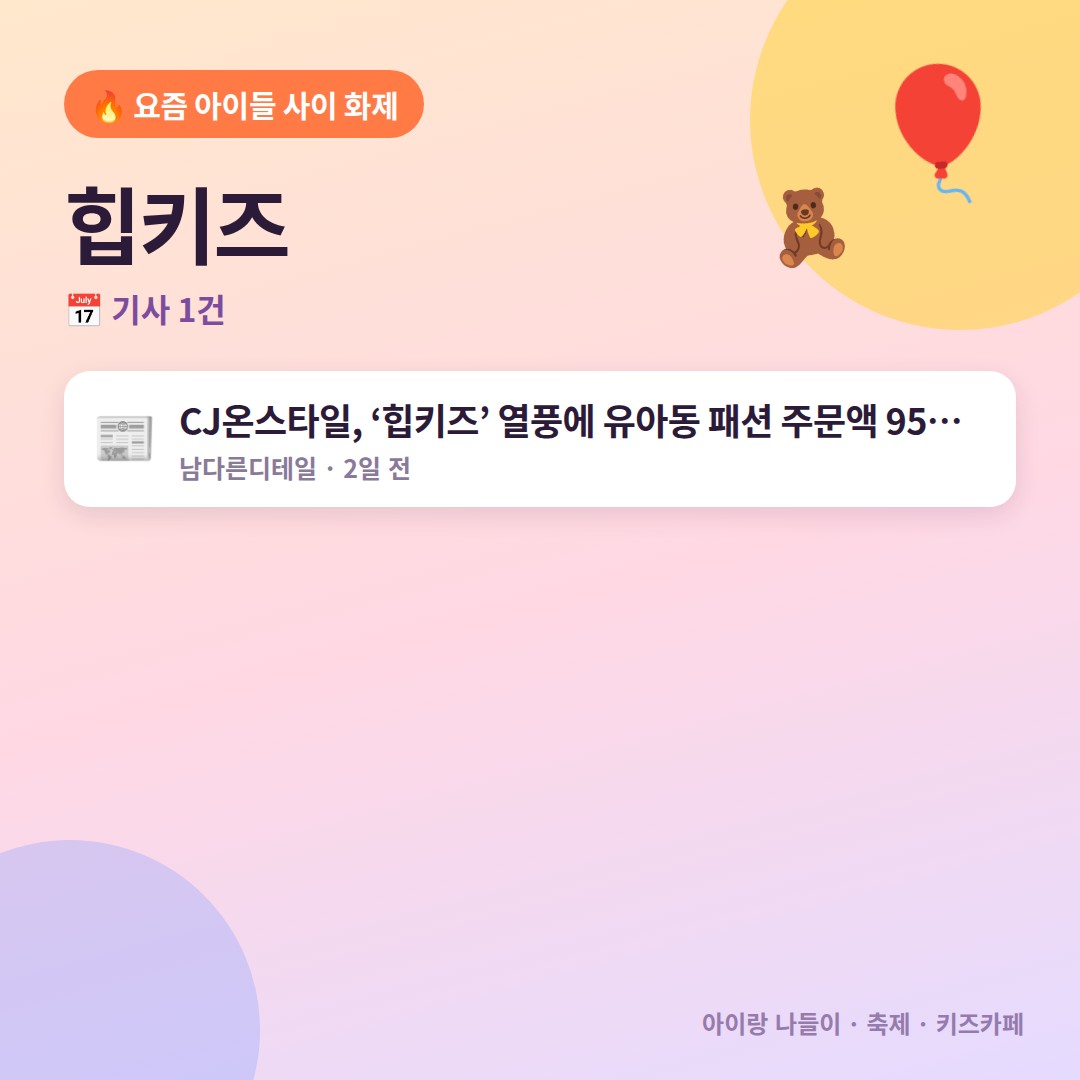 🔥 요즘 아이들 사이 화제
힙키즈
📅 기사 1건
CJ온스타일, ‘힙키즈’ 열풍에 유아동 패션 주문액 95…
남다른디테일 · 2일 전
아이랑 나들이 · 축제 · 키즈카페